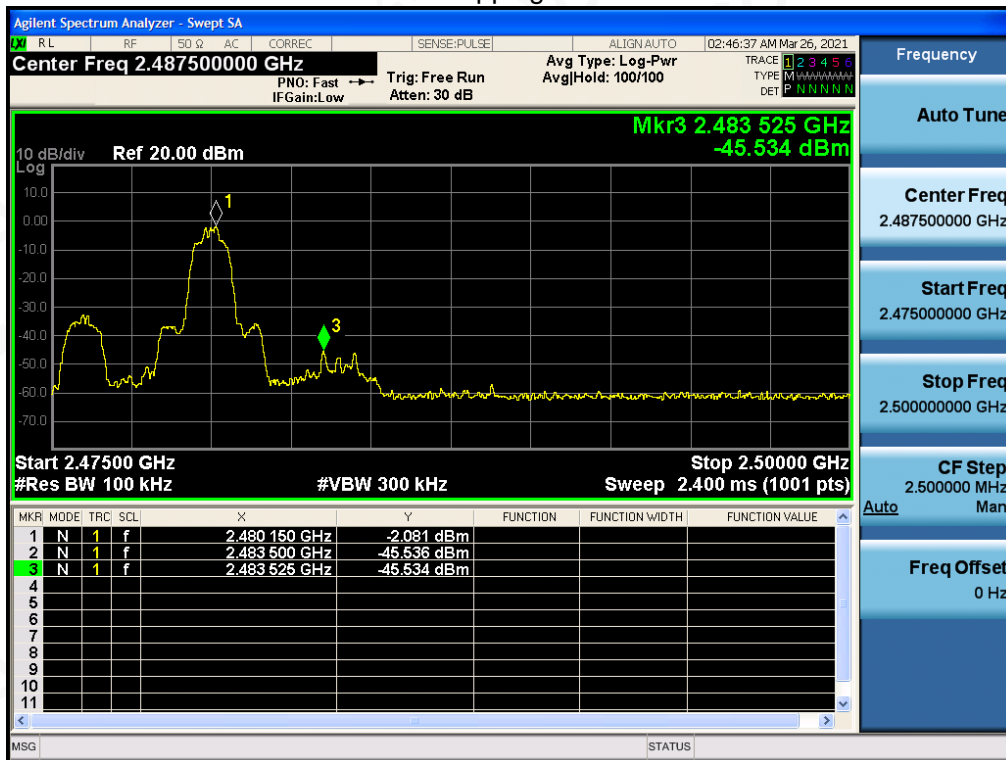 Agilent Spectrum Analyzer - Swept SA
LXI RL RF 50 Ω AC CORREC SENSE:PULSE ALIGN AUTO 02:46:37 AM Mar 26, 2021
Center Freq 2.487500000 GHz
PNO: Fast
IFGain:Low
Trig: Free Run
Atten: 30 dB
Avg Type: Log-Pwr
Avg|Hold: 100/100
TRACE 1 2 3 4 5 6
TYPE M WWWWW
DET P N N N N N
Mkr3 2.483 525 GHz
-45.534 dBm
10 dB/div Ref 20.00 dBm
Log
10.0
0.00
-10.0
-20.0
-30.0
-40.0
-50.0
-60.0
-70.0
1
3
Start 2.47500 GHz Stop 2.50000 GHz
#Res BW 100 kHz #VBW 300 kHz Sweep 2.400 ms (1001 pts)
MKR MODE TRC SCL X Y FUNCTION FUNCTION WIDTH FUNCTION VALUE
1 N 1 f 2.480 150 GHz -2.081 dBm
2 N 1 f 2.483 500 GHz -45.536 dBm
3 N 1 f 2.483 525 GHz -45.534 dBm
4
5
6
7
8
9
10
11
MSG STATUS
Frequency
Auto Tune
Center Freq
2.487500000 GHz
Start Freq
2.475000000 GHz
Stop Freq
2.500000000 GHz
CF Step
2.500000 MHz
Auto Man
Freq Offset
0 Hz